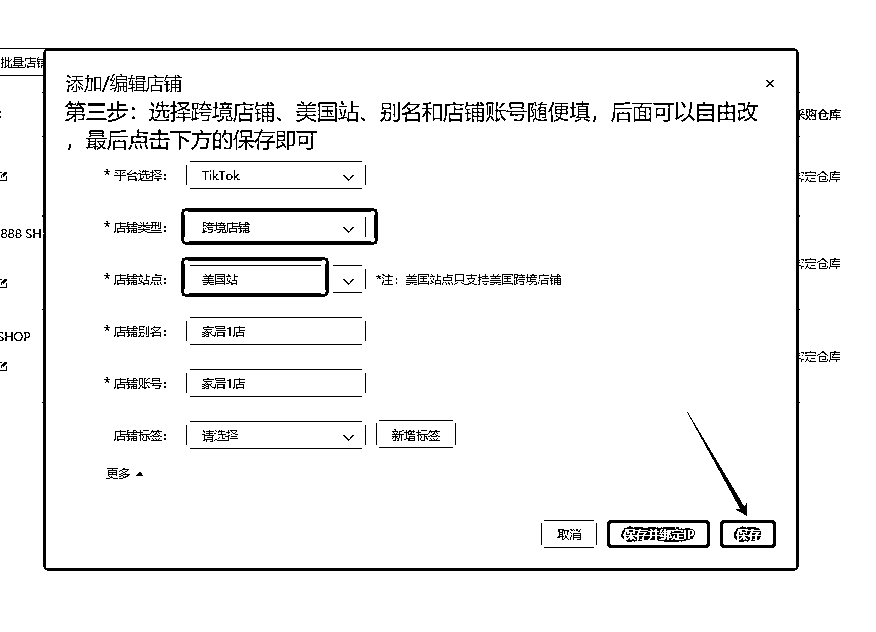 批量店铺
添加/编辑店铺
×
第三步：选择跨境店铺、美国站、别名和店铺账号随便填，后面可以自由改
，最后点击下方的保存即可
采购仓库
* 平台选择： TikTok
绑定仓库
* 店铺类型： 跨境店铺
888 SH
绑定仓库
* 店铺站点： 美国站 *注：美国站点只支持美国跨境店铺
* 店铺别名： 家居1店
SHOP
绑定仓库
* 店铺账号： 家居1店
店铺标签： 请选择 新增标签
更多
取消 保存并绑定IP 保存